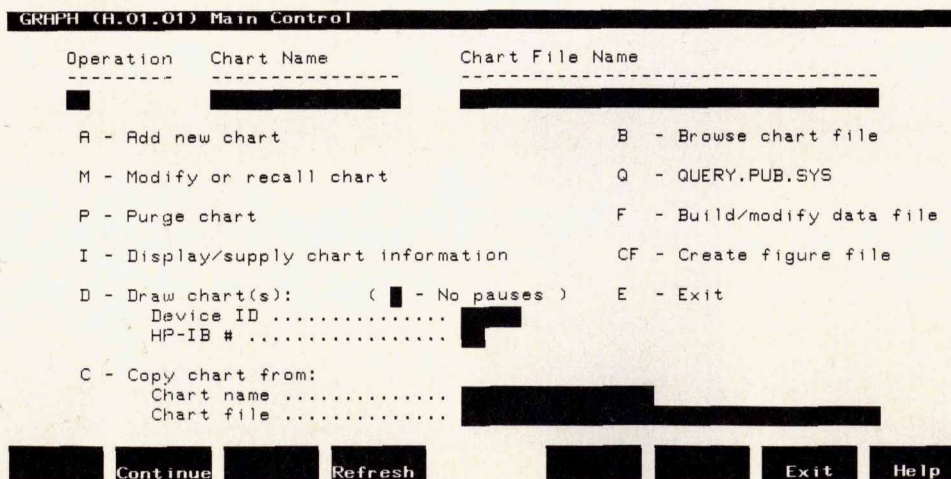 GRAPH (A.01.01) Main Control
Operation Chart Name Chart File Name
A - Add new chart B - Browse chart file
M - Modify or recall chart Q - QUERY.PUB.SYS
P - Purge chart F - Build/modify data file
I - Display/supply chart information CF - Create figure file
D - Draw chart(s): ( - No pauses ) E - Exit
Device ID ................
HP-IB # .................
C - Copy chart from:
Chart name ..............
Chart file ..............
Continue Refresh Exit Help